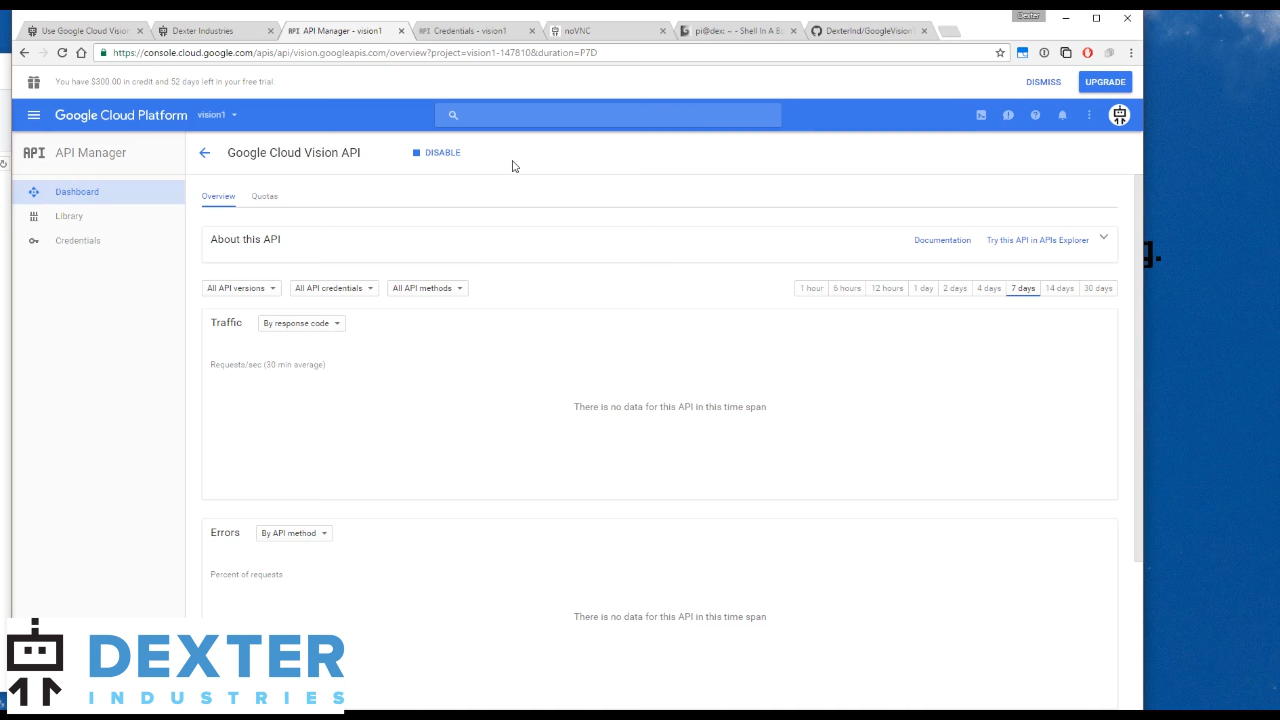 Dexter
Use Google Cloud Vision
Dexter Industries
API Manager - vision1
Credentials - vision1
noVNC
pi@dex: ~ - Shell In A B
DexterInd/GoogleVision
https://console.cloud.google.com/apis/api/vision.googleapis.com/overview?project=vision1-147810&duration=P7D
You have $300.00 in credit and 52 days left in your free trial.
DISMISS
UPGRADE
Google Cloud Platform
vision1
API
API Manager
Google Cloud Vision API
DISABLE
Dashboard
Library
Credentials
Overview
Quotas
About this API
Documentation
Try this API in APIs Explorer
g.
All API versions
All API credentials
All API methods
1 hour
6 hours
12 hours
1 day
2 days
4 days
7 days
14 days
30 days
Traffic
By response code
Requests/sec (30 min average)
There is no data for this API in this time span
Errors
By API method
Percent of requests
There is no data for this API in this time span
DEXTER
INDUSTRIES